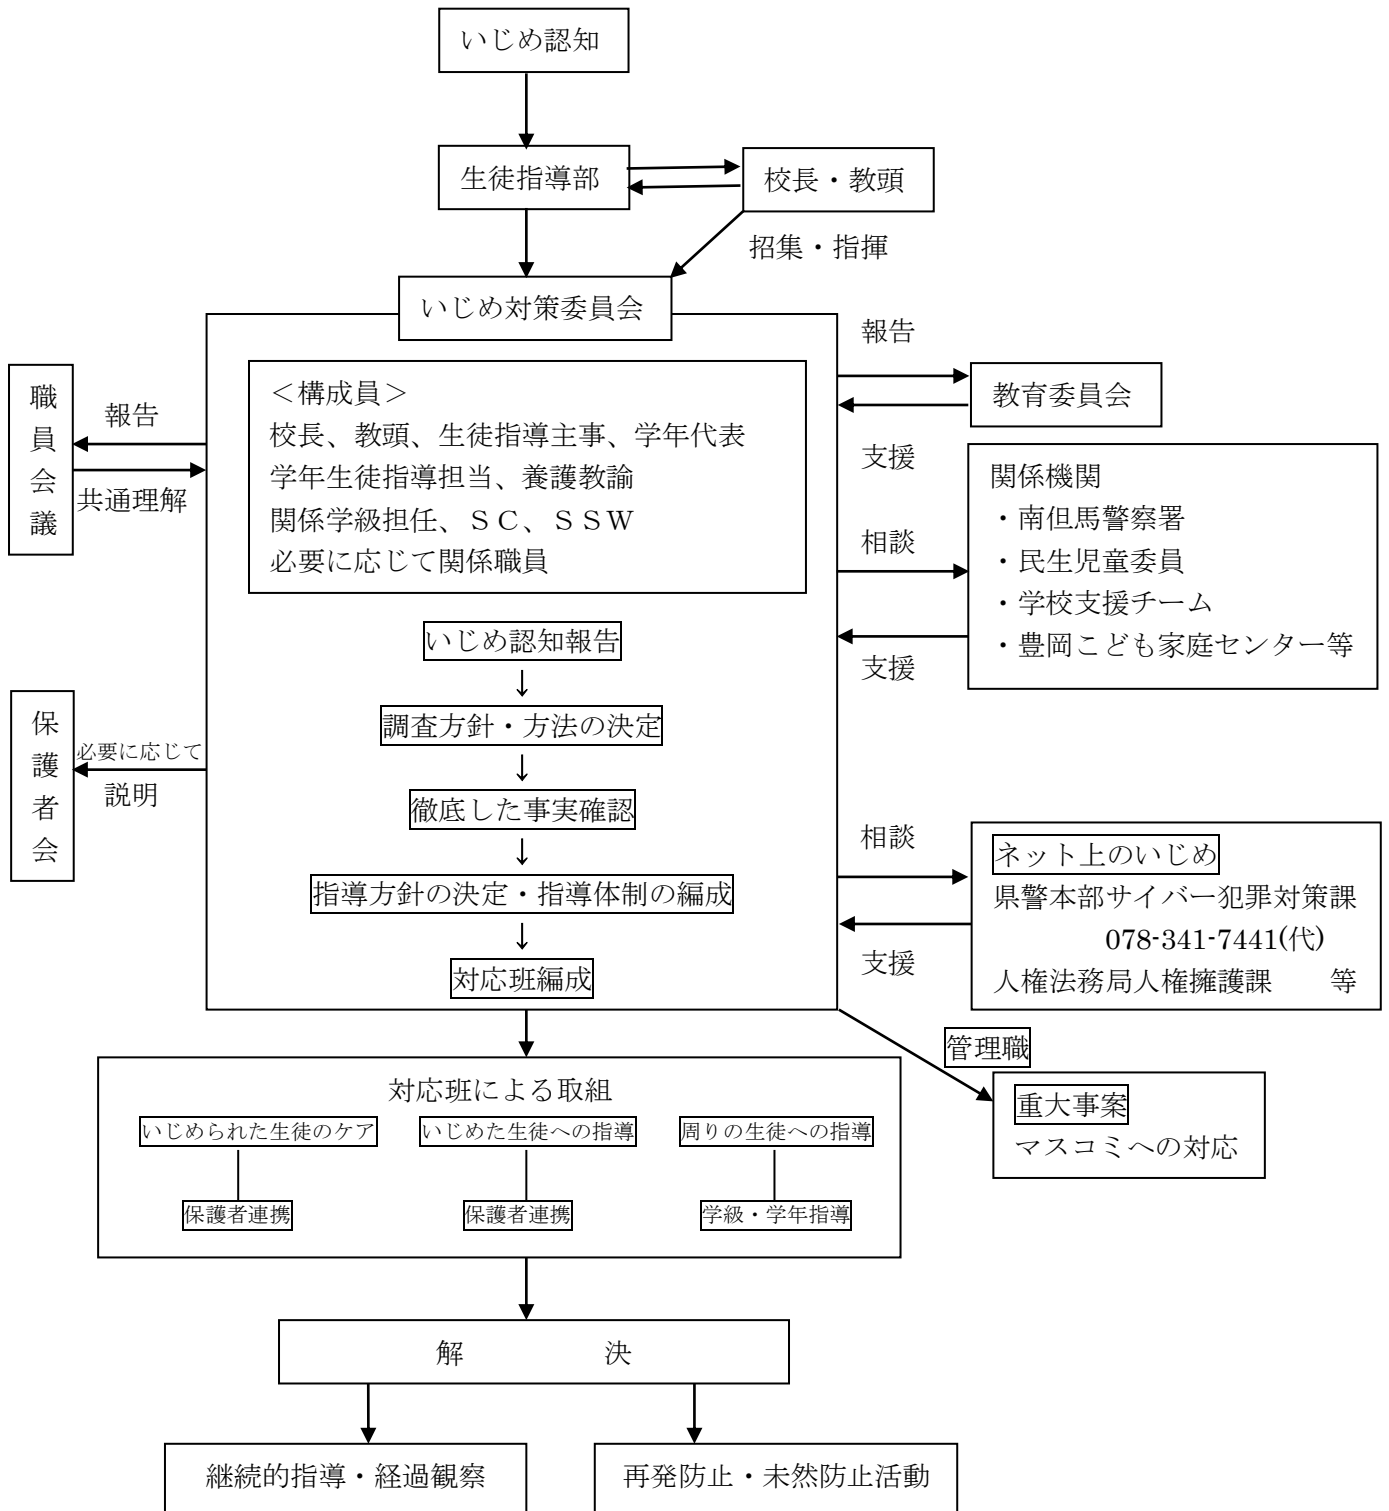 いじめ認知
生徒指導部
校長・教頭
招集・指揮
いじめ対策委員会
<構成員>
校長、教頭、生徒指導主事、学年代表
学年生徒指導担当、養護教諭
関係学級担任、ＳＣ、ＳＳＷ
必要に応じて関係職員
職員会議
報告
共通理解
報告
教育委員会
支援
関係機関
・南但馬警察署
・民生児童委員
・学校支援チーム
・豊岡こども家庭センター等
相談
支援
いじめ認知報告
↓
調査方針・方法の決定
↓
徹底した事実確認
↓
指導方針の決定・指導体制の編成
↓
対応班編成
保護者会
必要に応じて
説明
相談
支援
ネット上のいじめ
県警本部サイバー犯罪対策課
078-341-7441(代)
人権法務局人権擁護課　　等
管理職
重大事案
マスコミへの対応
対応班による取組
いじめられた生徒のケア
いじめた生徒への指導
周りの生徒への指導
保護者連携
保護者連携
学級・学年指導
解　　　　　決
継続的指導・経過観察
再発防止・未然防止活動